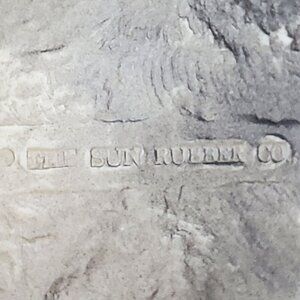 THE SUN RUBBER CO